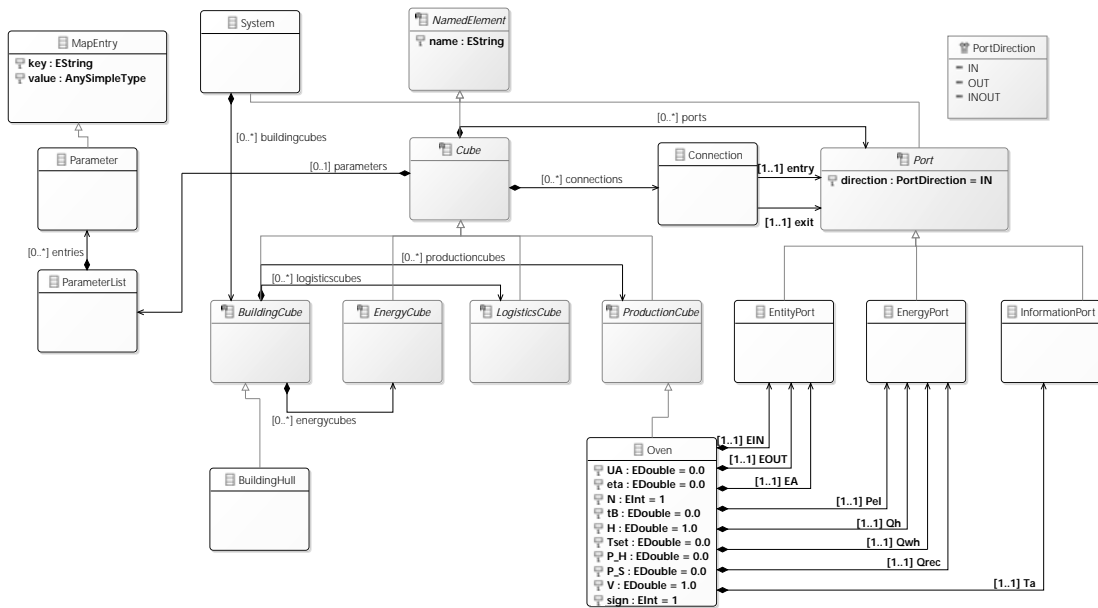 System
NamedElement
name : EString
MapEntry
key : EString
value : AnySimpleType
PortDirection
IN
OUT
INOUT
[0..*] buildingcubes
[0..*] ports
Parameter
[0..1] parameters
Cube
[0..*] connections
Connection
[1..1] entry
[1..1] exit
Port
direction : PortDirection = IN
[0..*] entries
ParameterList
[0..*] productioncubes
[0..*] logisticscubes
BuildingCube
EnergyCube
LogisticsCube
ProductionCube
EntityPort
EnergyPort
InformationPort
[0..*] energycubes
BuildingHull
Oven
UA : EDouble = 0.0
eta : EDouble = 0.0
N : EInt = 1
tB : EDouble = 0.0
H : EDouble = 1.0
Tset : EDouble = 0.0
P_H : EDouble = 0.0
P_S : EDouble = 0.0
V : EDouble = 1.0
sign : EInt = 1
[1..1] EIN
[1..1] EOUT
[1..1] EA
[1..1] Pel
[1..1] Qh
[1..1] Qwh
[1..1] Qrec
[1..1] Ta